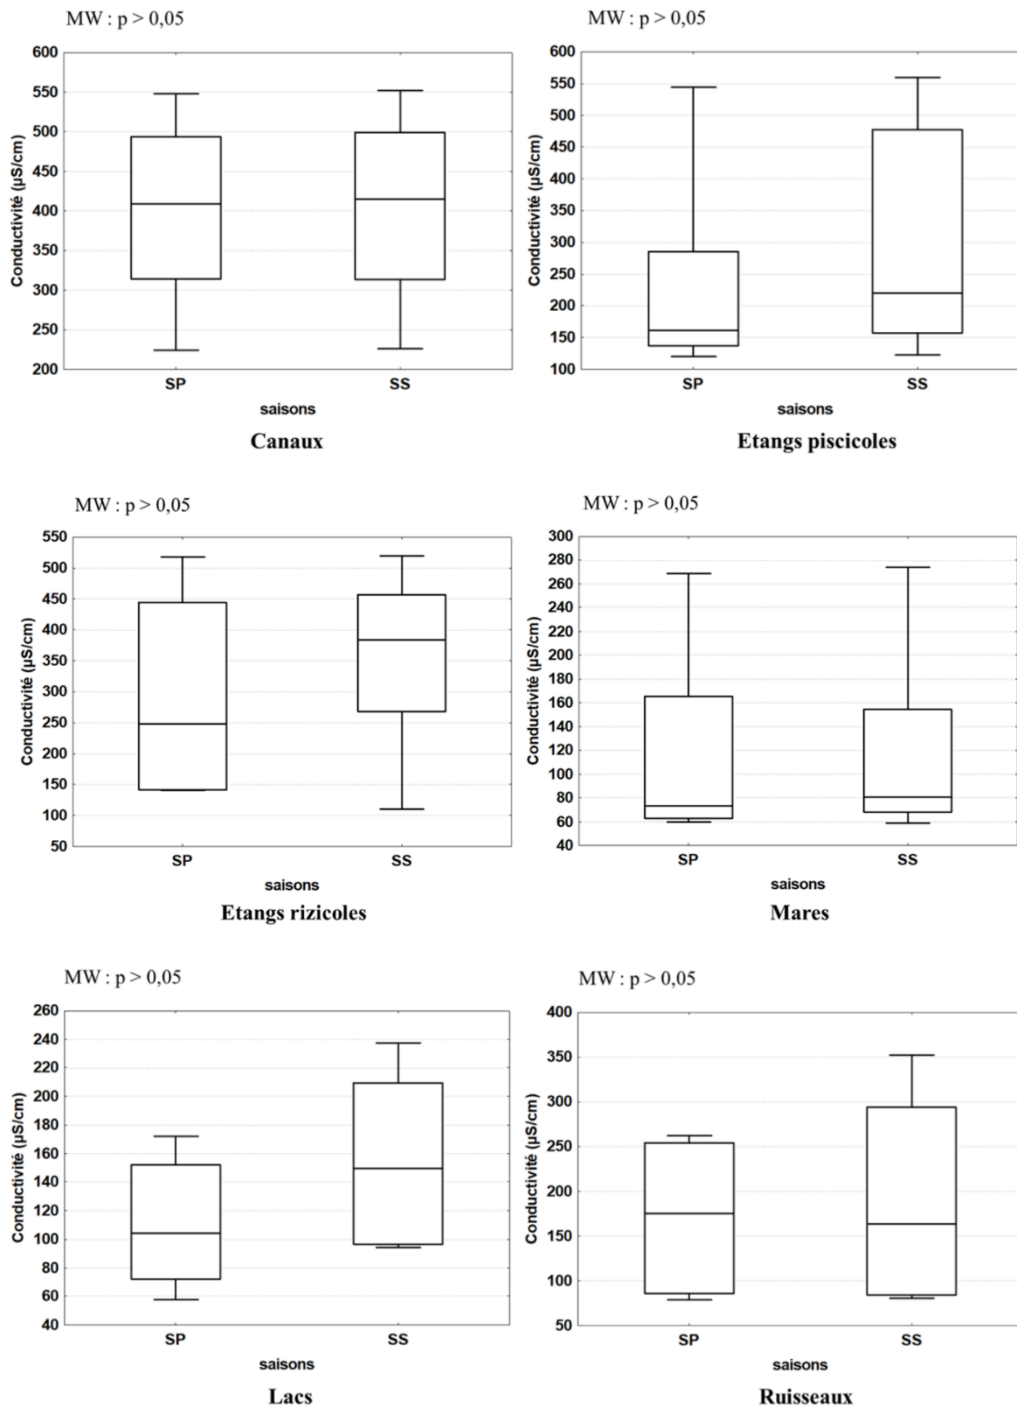 MW : p > 0,05
600
550
500
450
400
350
300
250
200
Conductivité (µS/cm)
SP
SS
saisons
Canaux
MW : p > 0,05
600
550
500
450
400
350
300
250
200
150
100
Conductivité (µS/cm)
SP
SS
saisons
Etangs piscicoles
MW : p > 0,05
550
500
450
400
350
300
250
200
150
100
50
Conductivité (µS/cm)
SP
SS
saisons
Etangs rizicoles
MW : p > 0,05
300
280
260
240
220
200
180
160
140
120
100
80
60
40
Conductivité (µS/cm)
SP
SS
saisons
Mares
MW : p > 0,05
260
240
220
200
180
160
140
120
100
80
60
40
Conductivité (µS/cm)
SP
SS
saisons
Lacs
MW : p > 0,05
400
350
300
250
200
150
100
50
Conductivité (µS/cm)
SP
SS
saisons
Ruisseaux